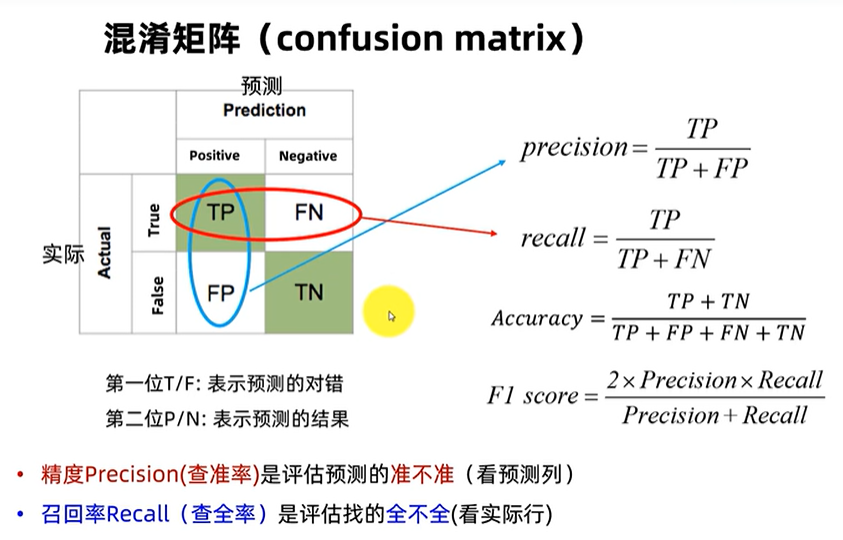 混淆矩阵（confusion matrix）
预测
Prediction
Positive Negative
实际 Actual
True TP FN
False FP TN
precision = TP / (TP + FP)
recall = TP / (TP + FN)
Accuracy = (TP + TN) / (TP + FP + FN + TN)
F1 score = (2 × Precision × Recall) / (Precision + Recall)
第一位T/F: 表示预测的对错
第二位P/N: 表示预测的结果
• 精度Precision(查准率)是评估预测的准不准（看预测列）
• 召回率Recall（查全率）是评估找的全不全(看实际行)